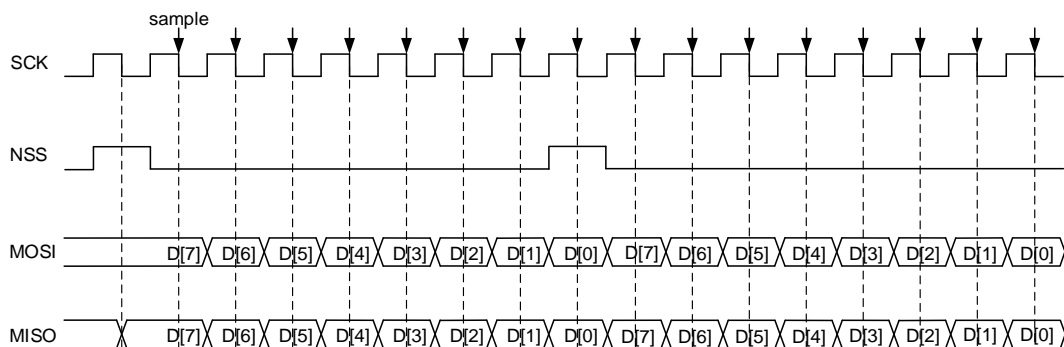 sample
SCK
NSS
MOSI D[7] D[6] D[5] D[4] D[3] D[2] D[1] D[0] D[7] D[6] D[5] D[4] D[3] D[2] D[1] D[0]
MISO D[7] D[6] D[5] D[4] D[3] D[2] D[1] D[0] D[7] D[6] D[5] D[4] D[3] D[2] D[1] D[0]